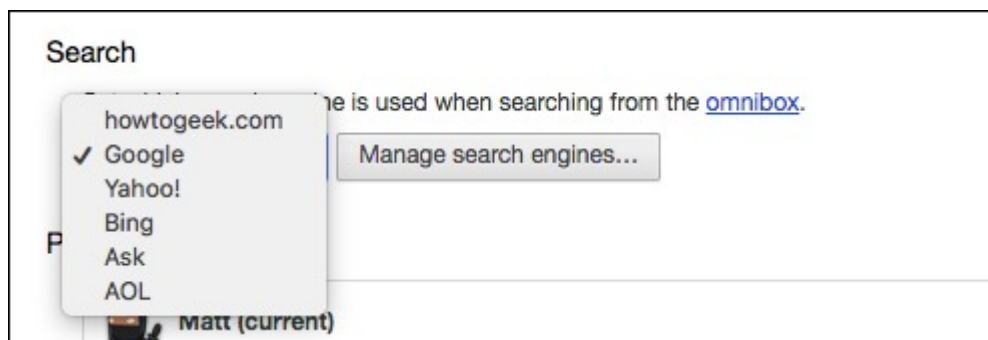 Search
ne is used when searching from the omnibox.
howtogeek.com
✓ Google
Manage search engines...
Yahoo!
Bing
P
Ask
AOL
Matt (current)